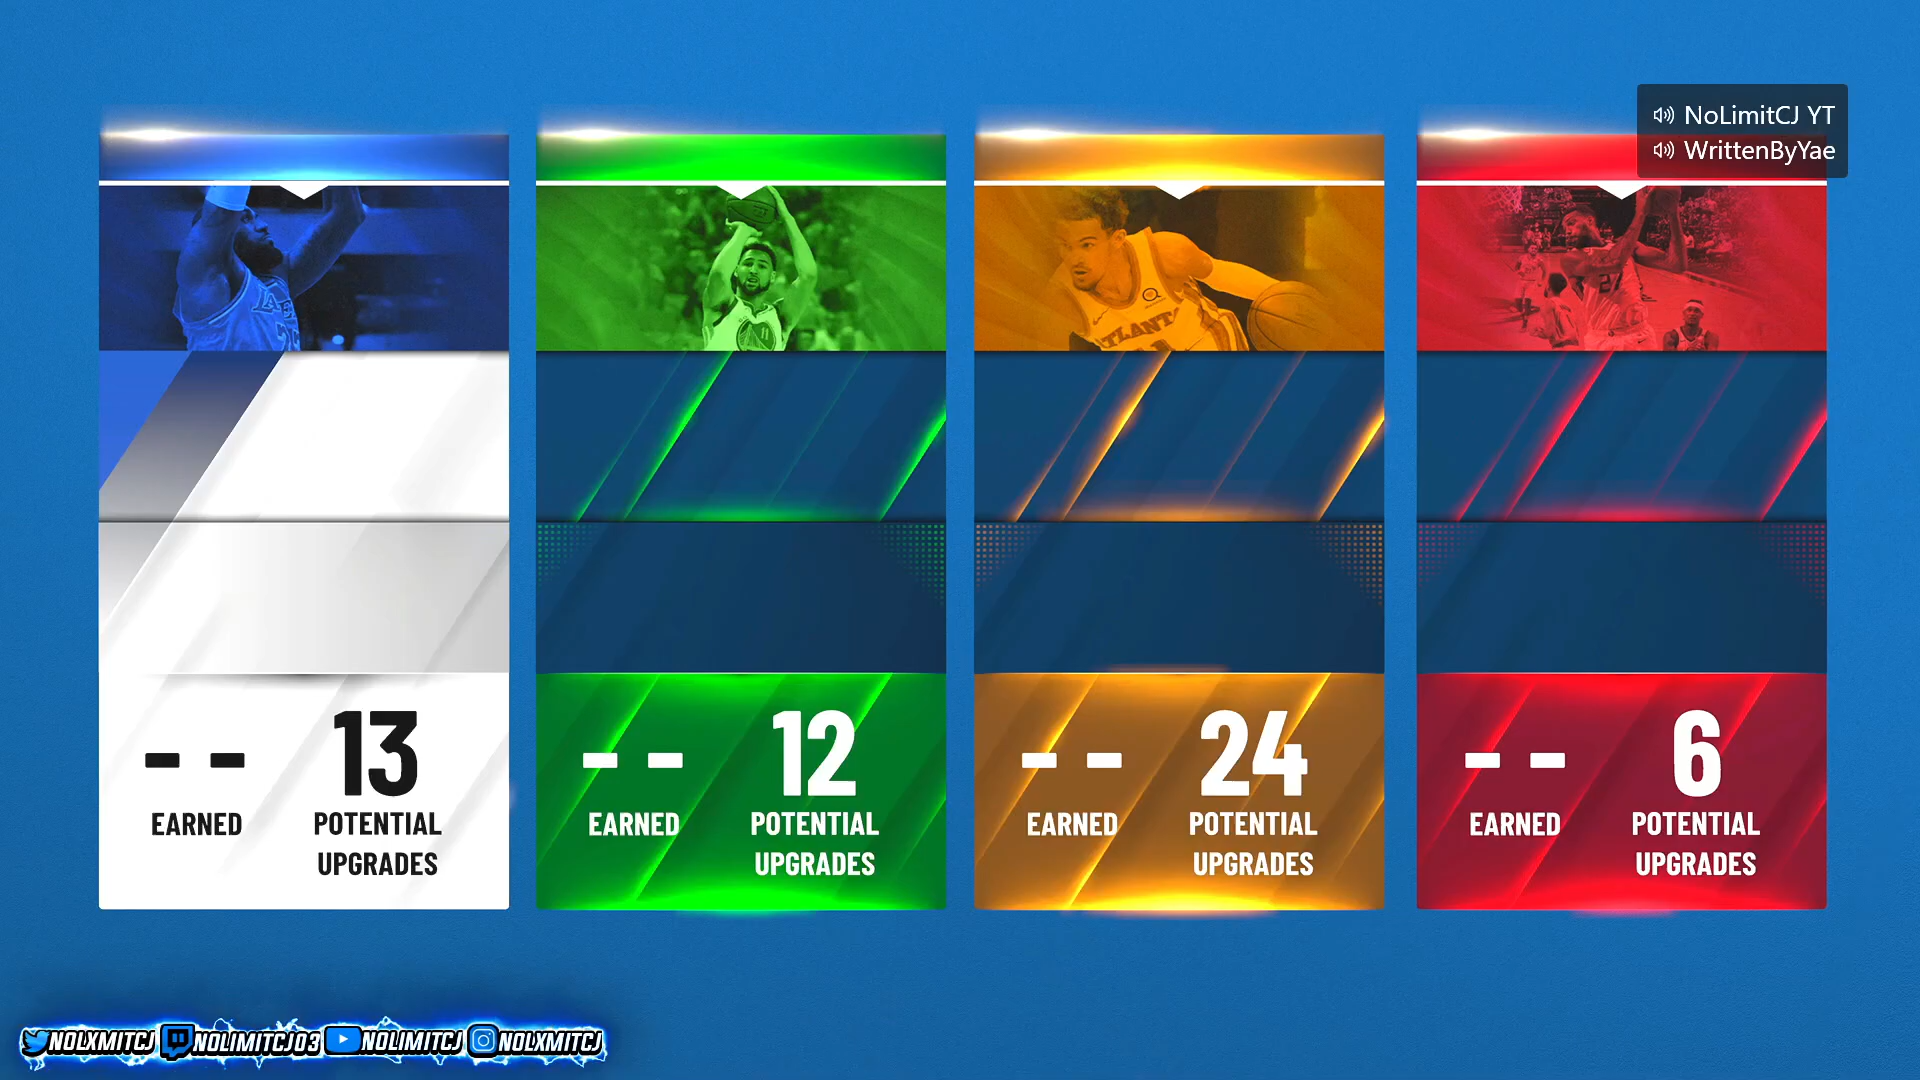 NoLimitCJ YT
WrittenByYae
ATLANTA
-- EARNED
13 POTENTIAL UPGRADES
-- EARNED
12 POTENTIAL UPGRADES
-- EARNED
24 POTENTIAL UPGRADES
-- EARNED
6 POTENTIAL UPGRADES
NOLXMITCJ NOLIMITCJ03 NOLIMITCJ NOLXMITCJ